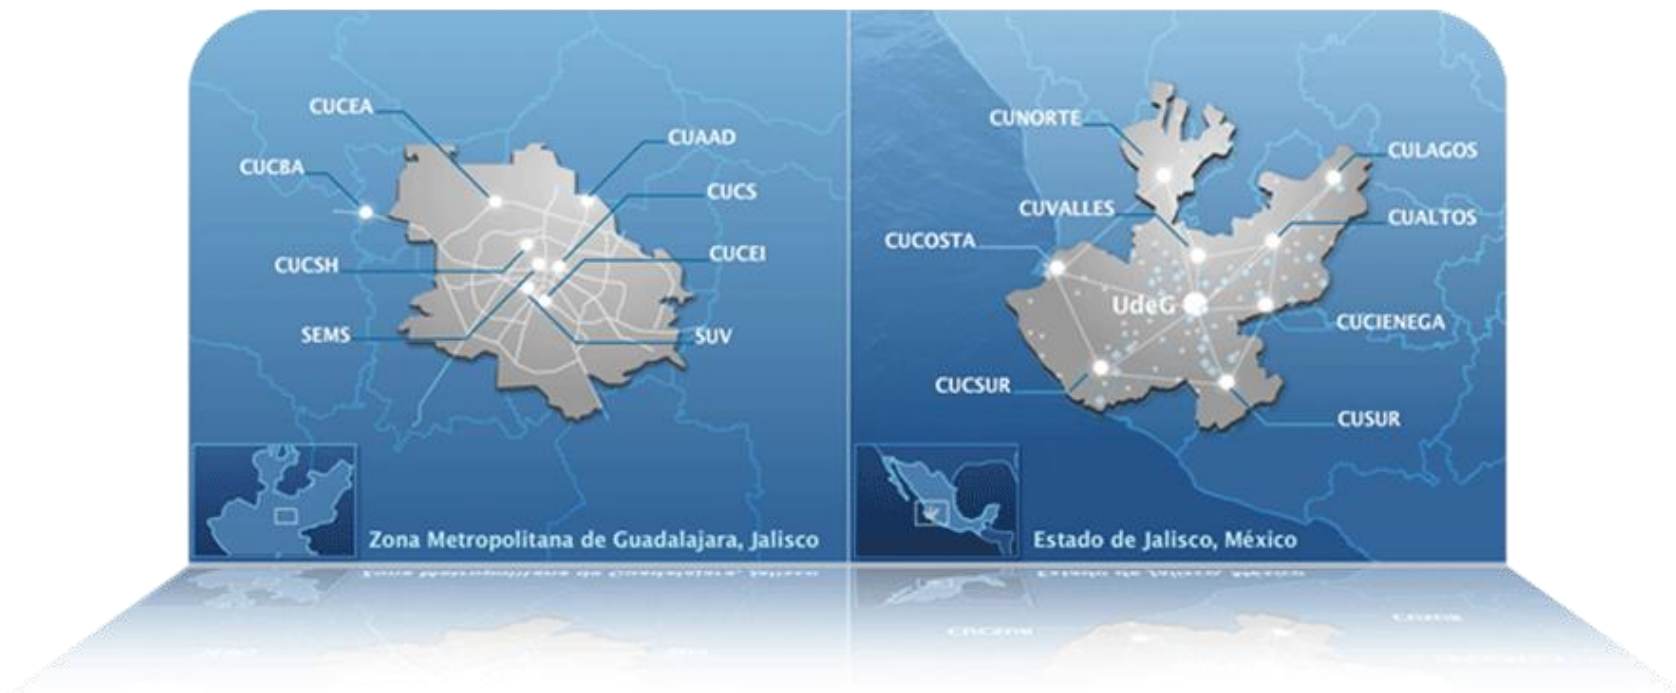 CUCEA
CUAAD
CUCBA
CUCS
CUCSH
CUCEI
SEMS
SUV
Zona Metropolitana de Guadalajara, Jalisco
CUNORTE
CULAGOS
CUVALLES
CUALTOS
CUCOSTA
UdeG
CUCIENEGA
CUCSUR
CUSUR
Estado de Jalisco, México